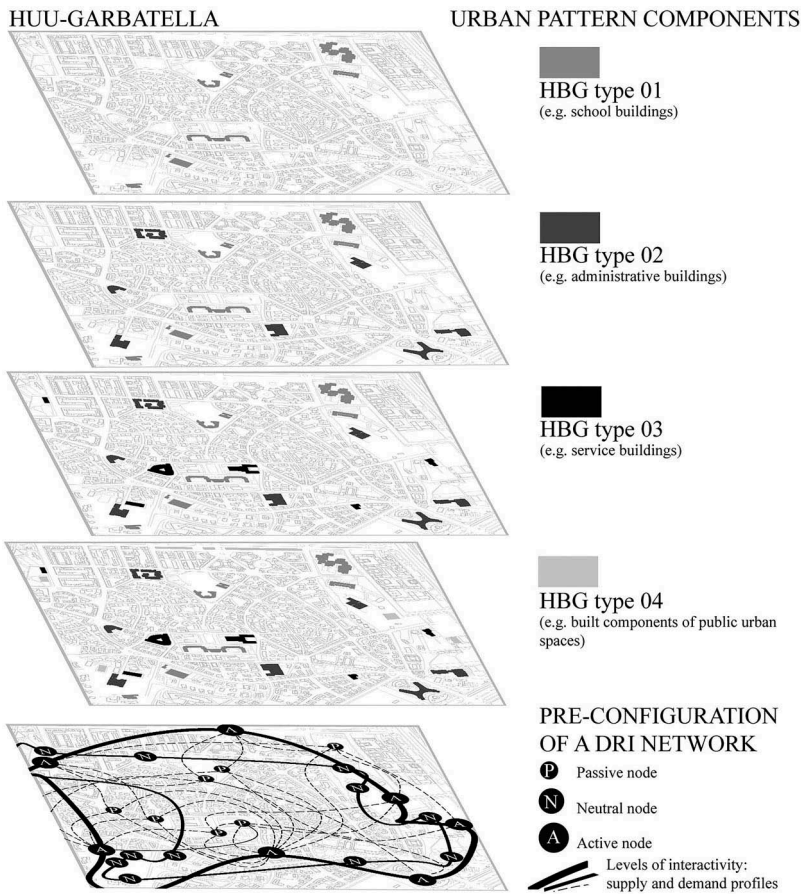 HUU-GARBATELLA
URBAN PATTERN COMPONENTS
HBG type 01
(e.g. school buildings)
HBG type 02
(e.g. administrative buildings)
HBG type 03
(e.g. service buildings)
HBG type 04
(e.g. built components of public urban
spaces)
PRE-CONFIGURATION
OF A DRI NETWORK
P Passive node
N Neutral node
A Active node
Levels of interactivity:
supply and demand profiles